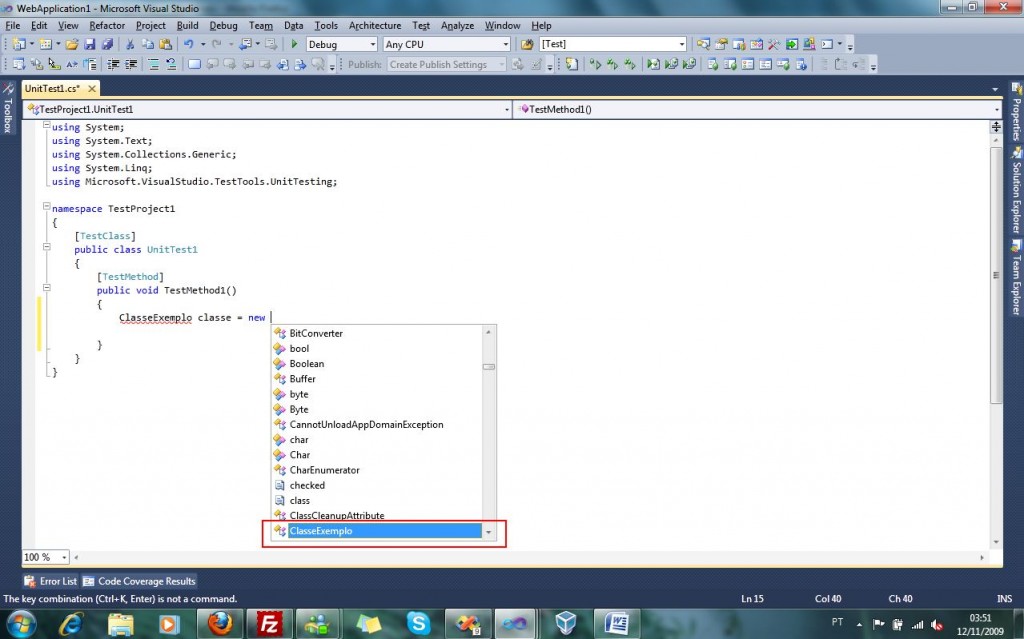 WebApplication1 - Microsoft Visual Studio
File Edit View Refactor Project Build Debug Team Data Tools Architecture Test Analyze Window Help
Debug Any CPU [Test]
Publish: Create Publish Settings
UnitTest1.cs*
TestProject1.UnitTest1 TestMethod1()
Toolbox
using System;
using System.Text;
using System.Collections.Generic;
using System.Linq;
using Microsoft.VisualStudio.TestTools.UnitTesting;
namespace TestProject1
{
[TestClass]
public class UnitTest1
{
[TestMethod]
public void TestMethod1()
{
ClasseExemplo classe = new
}
}
}
BitConverter
bool
Boolean
Buffer
byte
Byte
CannotUnloadAppDomainException
char
Char
CharEnumerator
checked
class
ClassCleanupAttribute
ClasseExemplo
Properties
Solution Explorer
Team Explorer
100 %
Error List Code Coverage Results
The key combination (Ctrl+K, Enter) is not a command. Ln 15 Col 40 Ch 40 INS
PT 03:51
12/11/2009